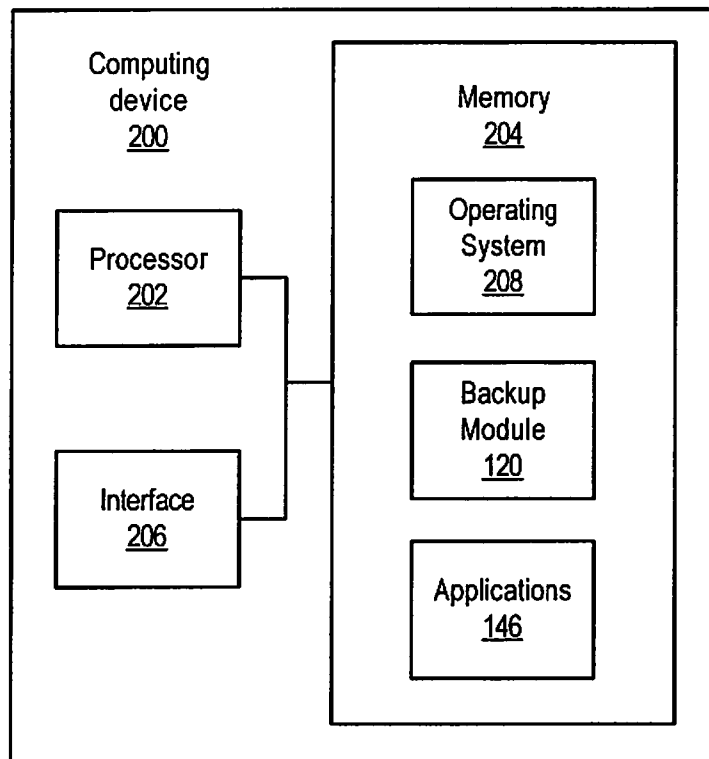 Computing
device
200
Processor
202
Interface
206
Memory
204
Operating
System
208
Backup
Module
120
Applications
146